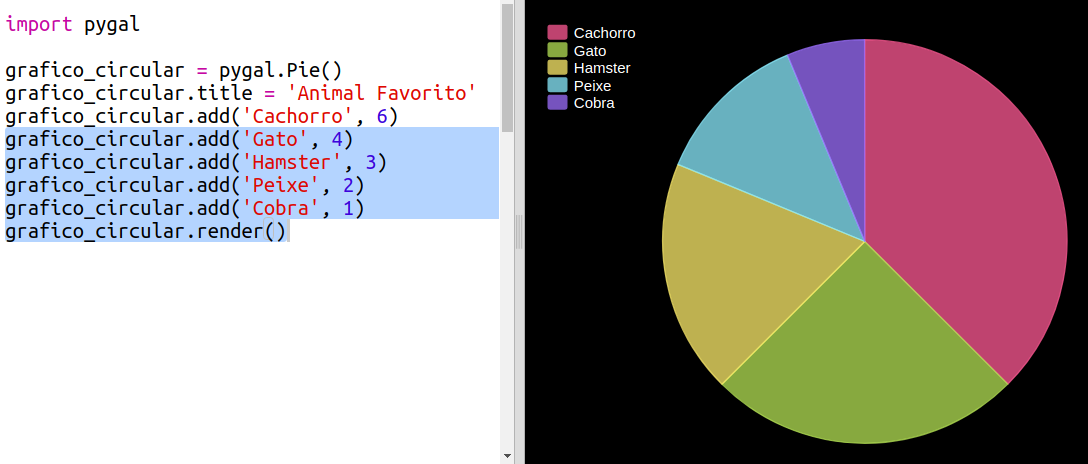 import pygal
grafico_circular = pygal.Pie()
grafico_circular.title = 'Animal Favorito'
grafico_circular.add('Cachorro', 6)
grafico_circular.add('Gato', 4)
grafico_circular.add('Hamster', 3)
grafico_circular.add('Peixe', 2)
grafico_circular.add('Cobra', 1)
grafico_circular.render()
Cachorro
Gato
Hamster
Peixe
Cobra